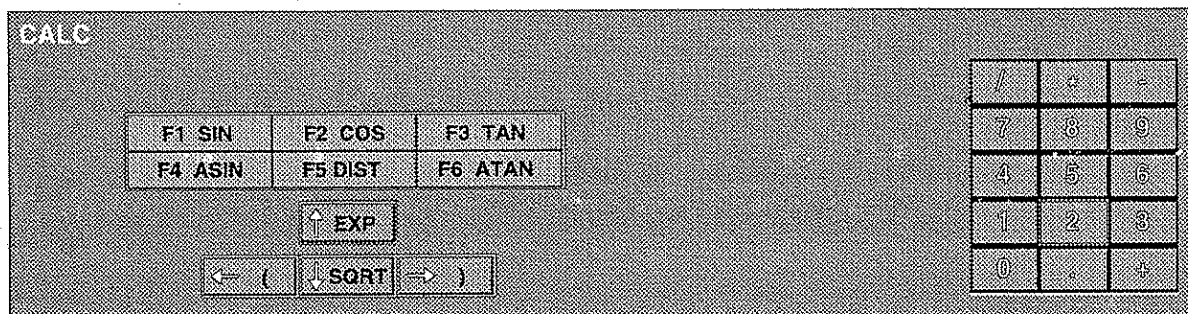 CALC
/ * -
F1 SIN F2 COS F3 TAN 7 8 9
F4 ASIN F5 DIST F6 ATAN 4 5 6
↑ EXP 1 2 3
← ( ↓ SQRT → ) 0 . +